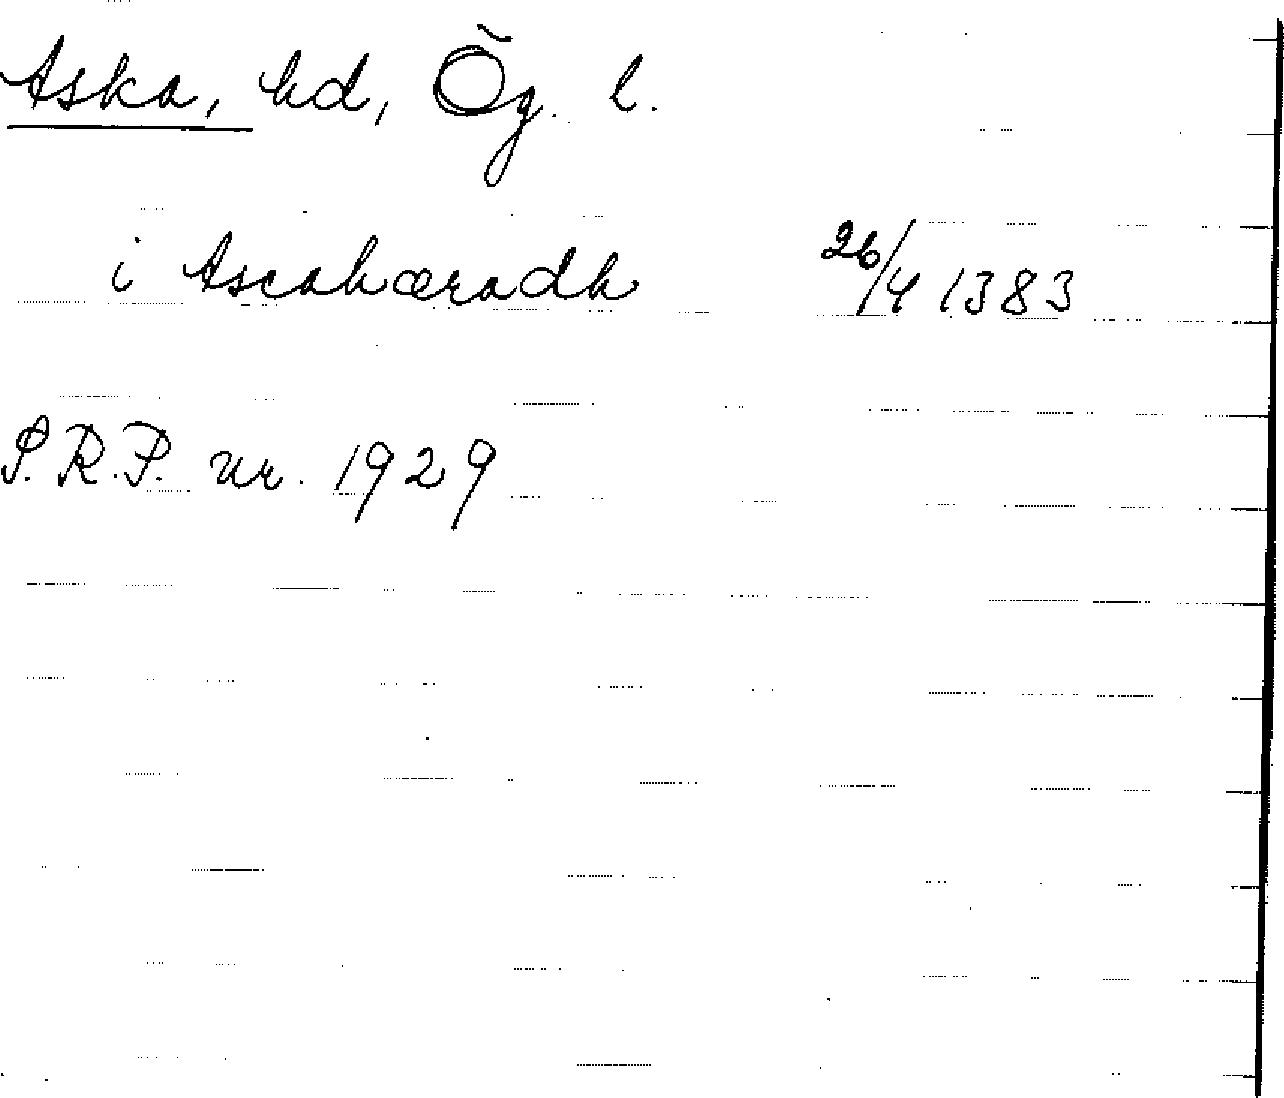 Aska, hd, Ög. l.
i Ascahæradh 26/4 1383
S.R.P. nr. 1929